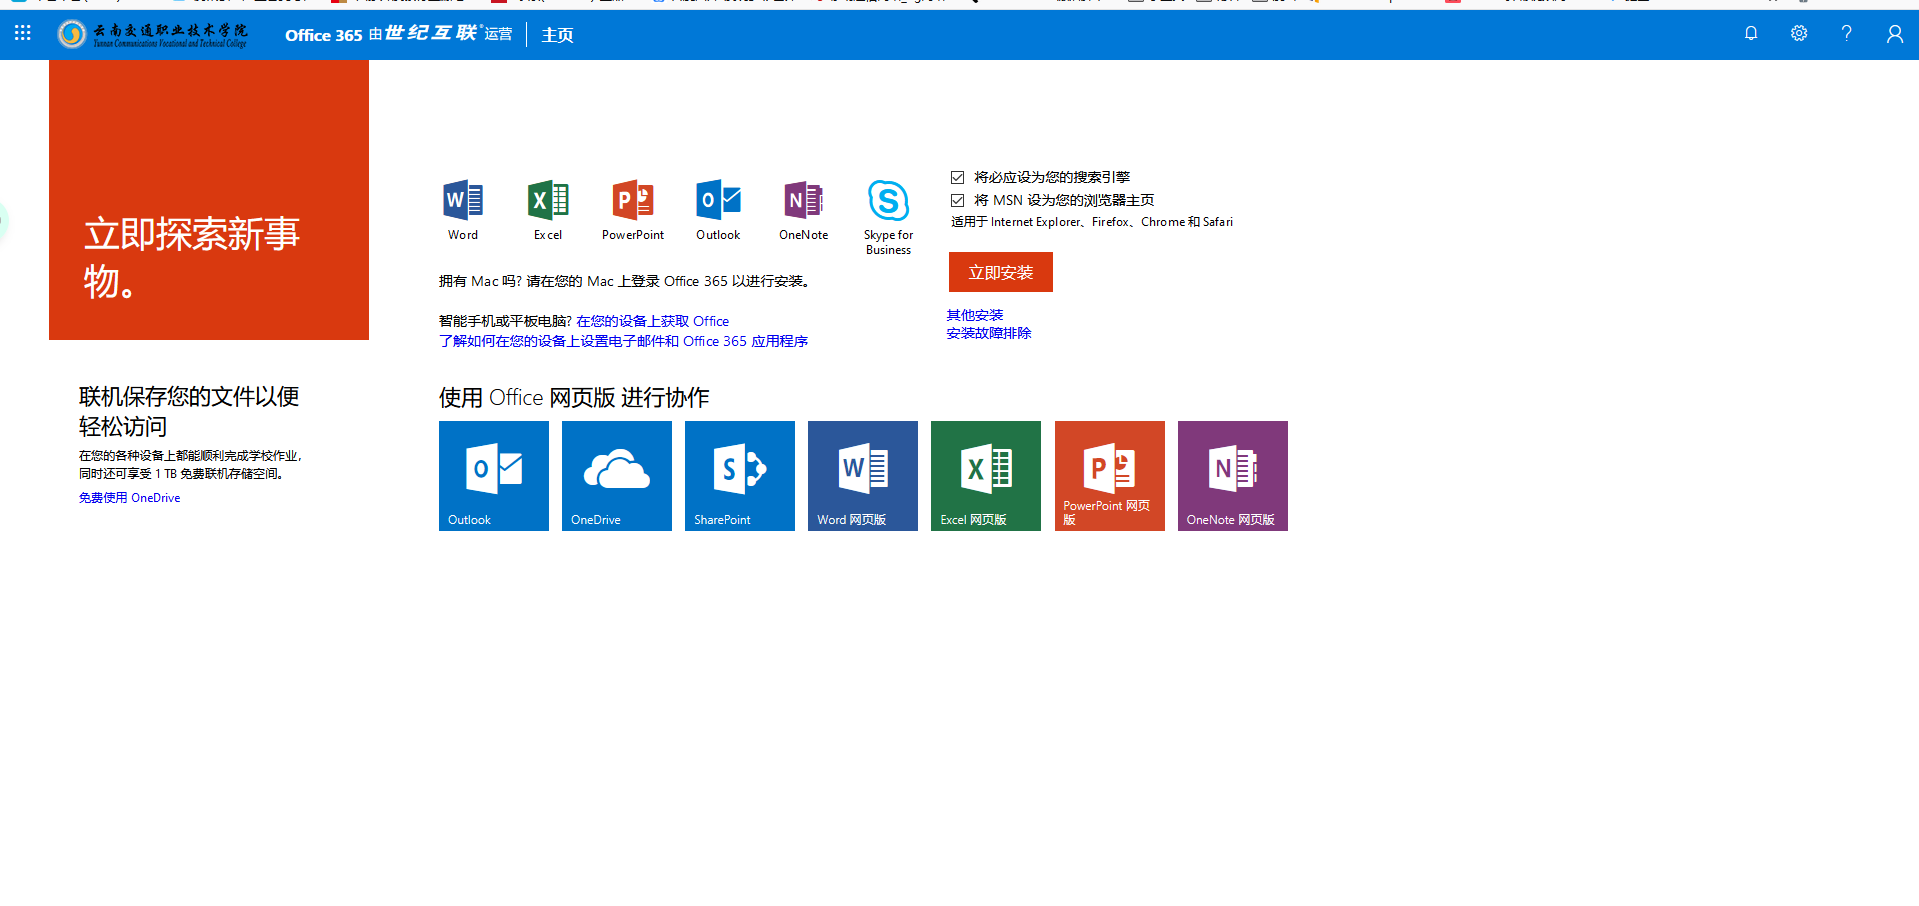 云南交通职业技术学院
Yunnan Communications Vocational and Technical College
Office 365 由世纪互联运营
主页
立即探索新事
物。
联机保存您的文件以便
轻松访问
在您的各种设备上都能顺利完成学校作业，
同时还可享受 1 TB 免费联机存储空间。
免费使用 OneDrive
Word
Excel
PowerPoint
Outlook
OneNote
Skype for
Business
拥有 Mac 吗? 请在您的 Mac 上登录 Office 365 以进行安装。
智能手机或平板电脑? 在您的设备上获取 Office
了解如何在您的设备上设置电子邮件和 Office 365 应用程序
将必应设为您的搜索引擎
将 MSN 设为您的浏览器主页
适用于 Internet Explorer、Firefox、Chrome 和 Safari
立即安装
其他安装
安装故障排除
使用 Office 网页版 进行协作
Outlook
OneDrive
SharePoint
Word 网页版
Excel 网页版
PowerPoint 网页
版
OneNote 网页版